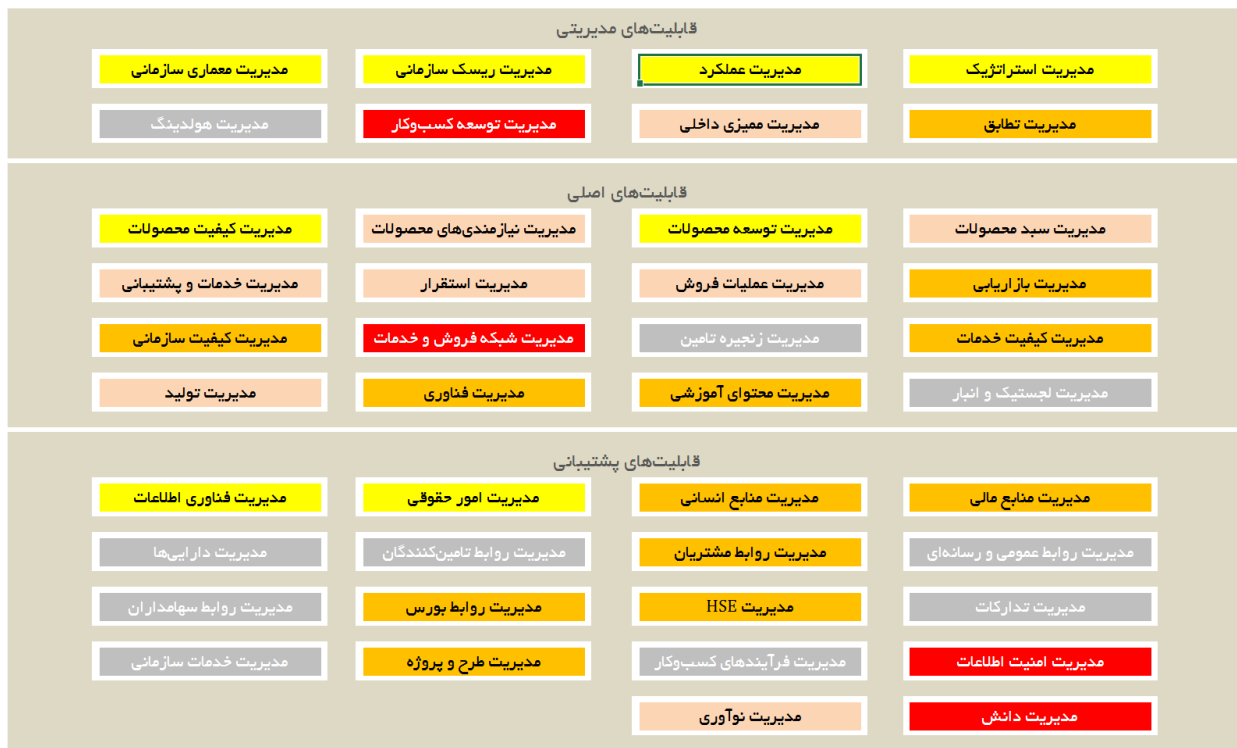 قابلیت‌های مدیریتی
مدیریت استراتژیک
مدیریت عملکرد
مدیریت ریسک سازمانی
مدیریت معماری سازمانی
مدیریت تطابق
مدیریت ممیزی داخلی
مدیریت توسعه کسب‌وکار
مدیریت هولدینگ
قابلیت‌های اصلی
مدیریت سبد محصولات
مدیریت توسعه محصولات
مدیریت نیازمندی‌های محصولات
مدیریت کیفیت محصولات
مدیریت بازاریابی
مدیریت عملیات فروش
مدیریت استقرار
مدیریت خدمات و پشتیبانی
مدیریت کیفیت خدمات
مدیریت زنجیره تامین
مدیریت شبکه فروش و خدمات
مدیریت کیفیت سازمانی
مدیریت لجستیک و انبار
مدیریت محتوای آموزشی
مدیریت فناوری
مدیریت تولید
قابلیت‌های پشتیبانی
مدیریت منابع مالی
مدیریت منابع انسانی
مدیریت امور حقوقی
مدیریت فناوری اطلاعات
مدیریت روابط عمومی و رسانه‌ای
مدیریت روابط مشتریان
مدیریت روابط تامین‌کنندگان
مدیریت دارایی‌ها
مدیریت تدارکات
مدیریت HSE
مدیریت روابط بورس
مدیریت روابط سهامداران
مدیریت امنیت اطلاعات
مدیریت فرآیندهای کسب‌وکار
مدیریت طرح و پروژه
مدیریت خدمات سازمانی
مدیریت دانش
مدیریت نوآوری